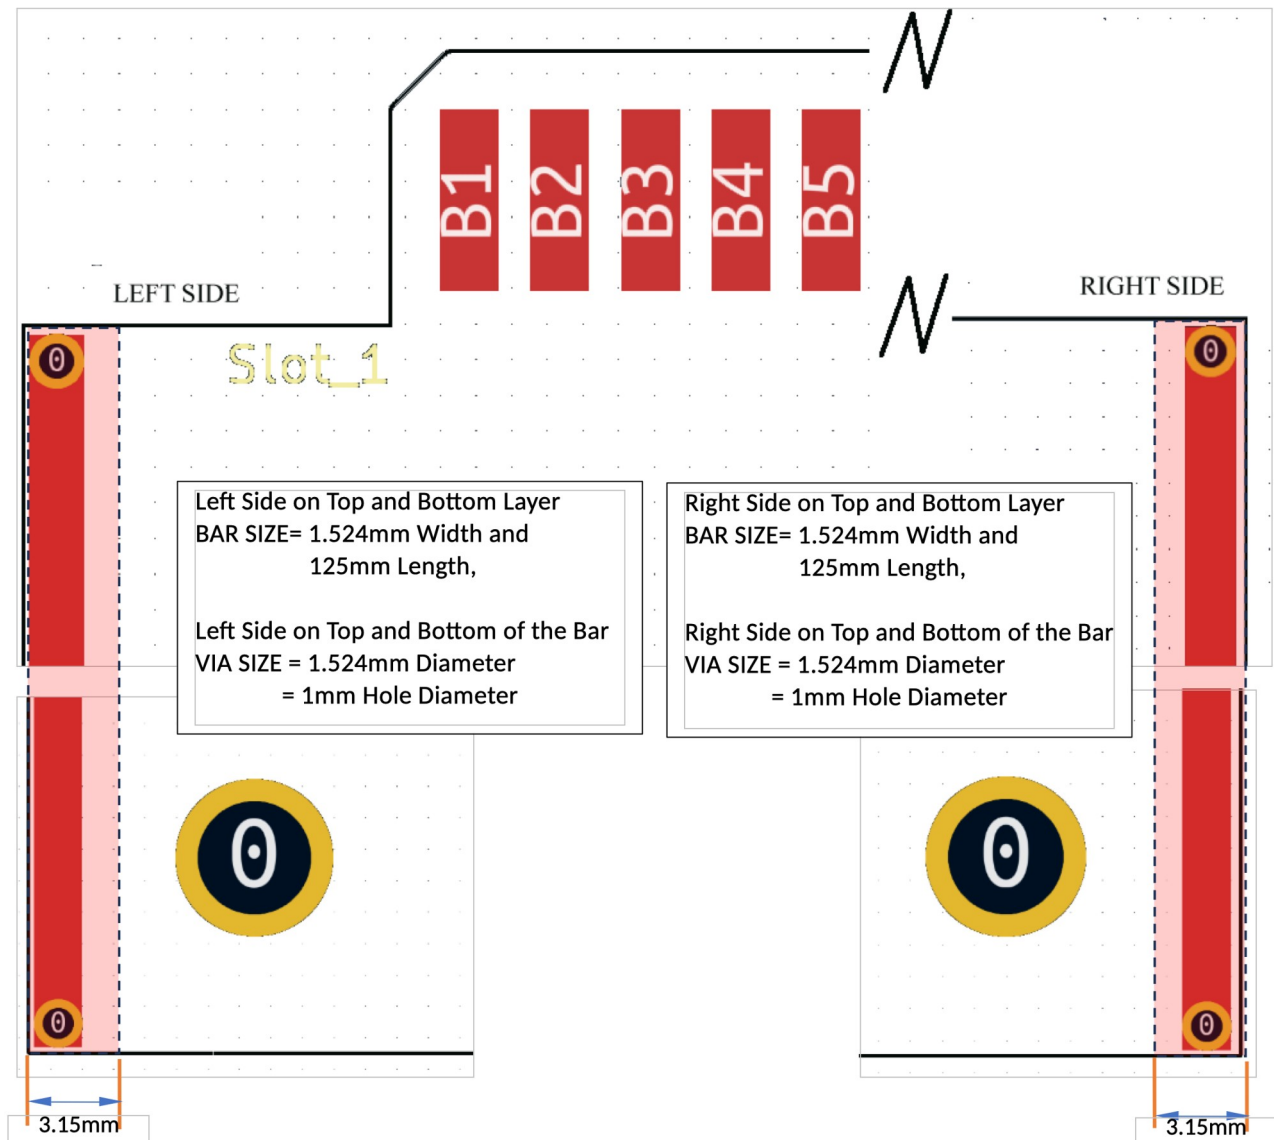 B1
B2
B3
B4
B5
LEFT SIDE
RIGHT SIDE
0
Slot_1
0
Left Side on Top and Bottom Layer
BAR SIZE= 1.524mm Width and
125mm Length,
Left Side on Top and Bottom of the Bar
VIA SIZE = 1.524mm Diameter
= 1mm Hole Diameter
Right Side on Top and Bottom Layer
BAR SIZE= 1.524mm Width and
125mm Length,
Right Side on Top and Bottom of the Bar
VIA SIZE = 1.524mm Diameter
= 1mm Hole Diameter
0
0
0
0
3.15mm
3.15mm